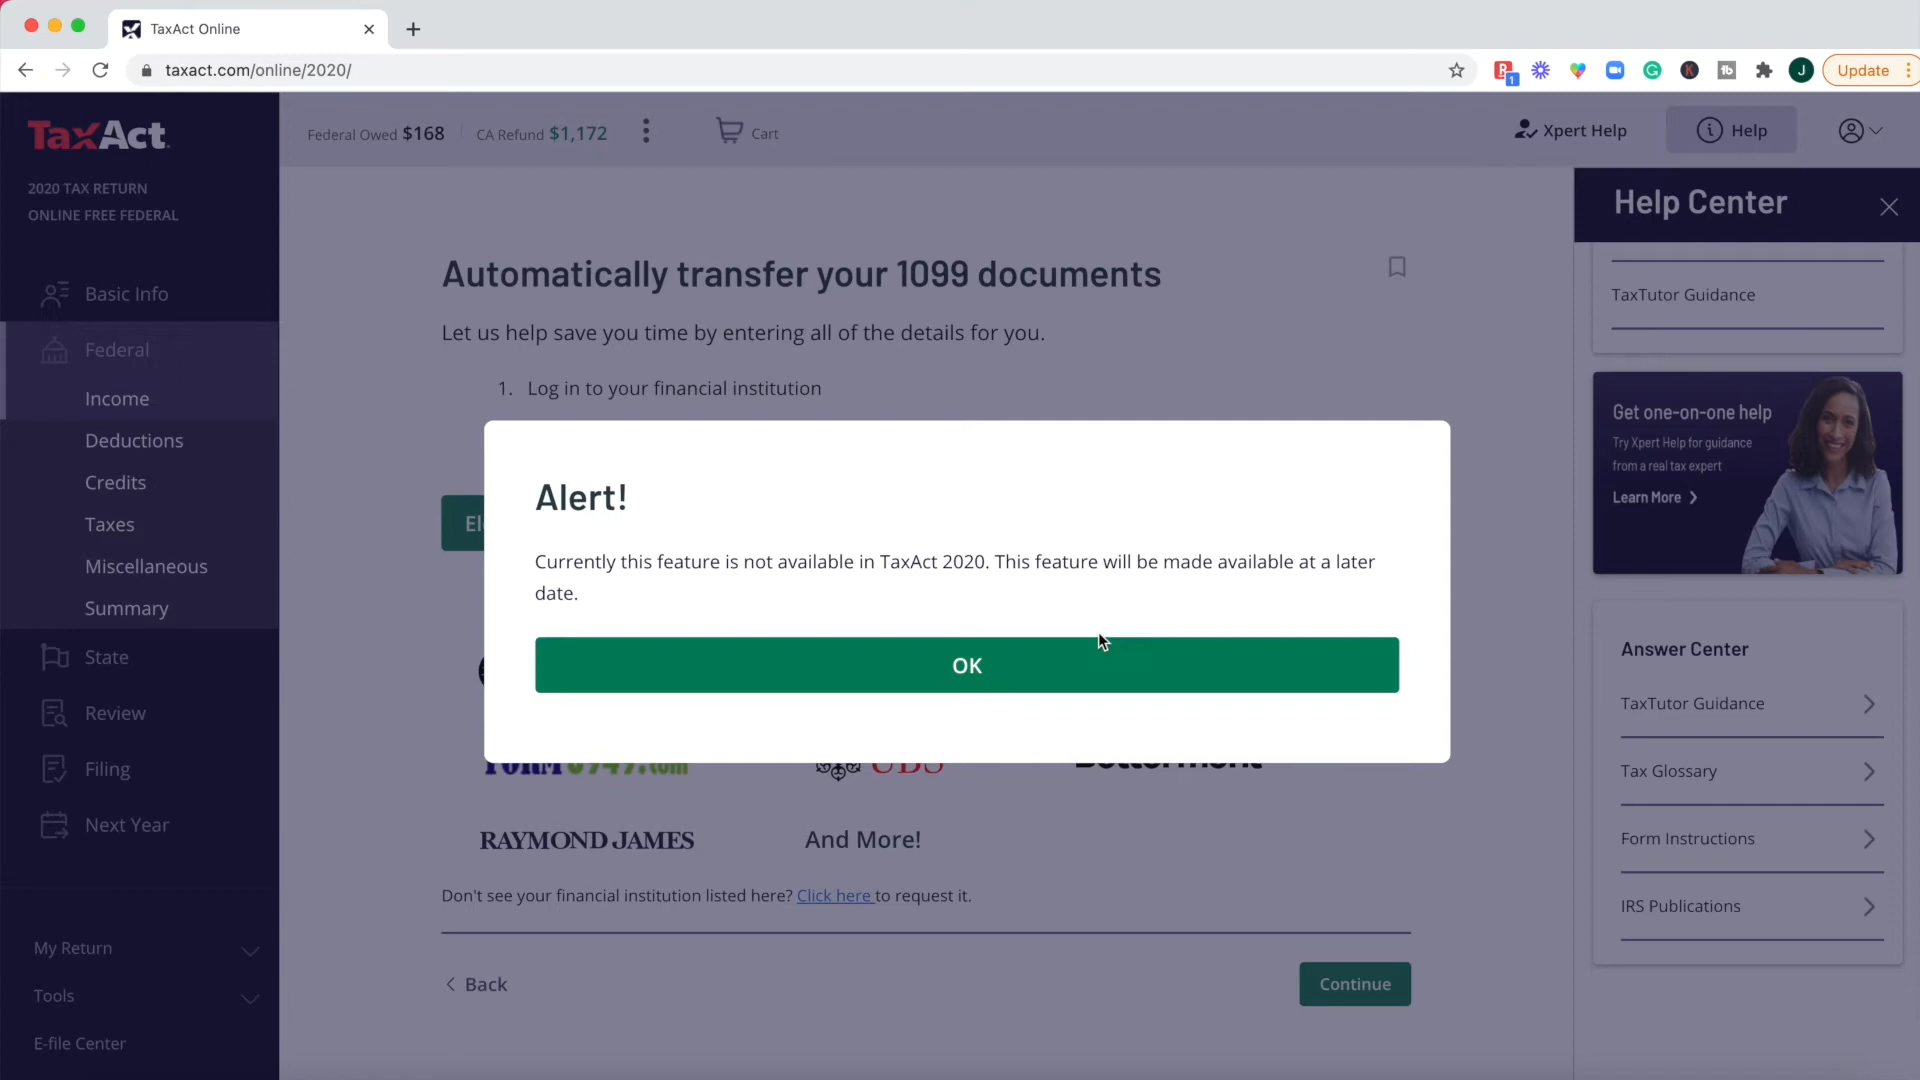 TaxAct Online
taxact.com/online/2020/
1
J
Update
TaxAct.
Federal Owed $168
CA Refund $1,172
Cart
Xpert Help
Help
2020 TAX RETURN
ONLINE FREE FEDERAL
Basic Info
Federal
Income
Deductions
Credits
Taxes
Miscellaneous
Summary
State
Review
Filing
Next Year
My Return
Tools
E-file Center
Automatically transfer your 1099 documents
Let us help save you time by entering all of the details for you.
1. Log in to your financial institution
Alert!
Currently this feature is not available in TaxAct 2020. This feature will be made available at a later
date.
OK
FORM 8949.com
UBS
Betterment
RAYMOND JAMES
And More!
Don't see your financial institution listed here? Click here to request it.
Back
Continue
Help Center
TaxTutor Guidance
Get one-on-one help
Try Xpert Help for guidance
from a real tax expert
Learn More
Answer Center
TaxTutor Guidance
Tax Glossary
Form Instructions
IRS Publications